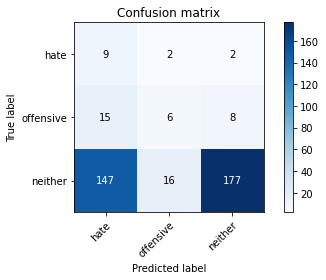 Confusion matrix
True label
hate
offensive
neither
9 2 2
15 6 8
147 16 177
hate offensive neither
Predicted label
160
140
120
100
80
60
40
20